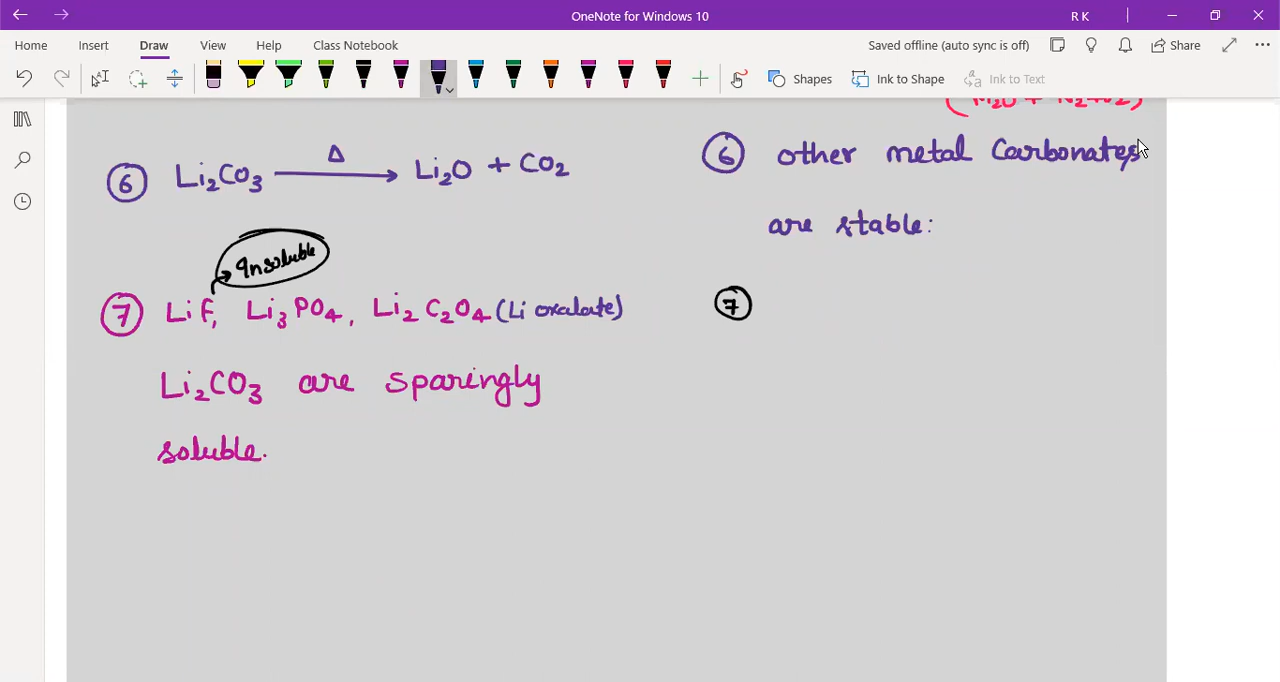 OneNote for Windows 10
R K
Home Insert Draw View Help Class Notebook
Saved offline (auto sync is off) Share
Shapes Ink to Shape Ink to Text
⑥ Li₂CO₃ —Δ→ Li₂O + CO₂
⑥ other metal Carbonates
are stable:
→ Insoluble
⑦ LiF, Li₃PO₄, Li₂C₂O₄ (Li oxalate)
Li₂CO₃ are sparingly
soluble.
⑦